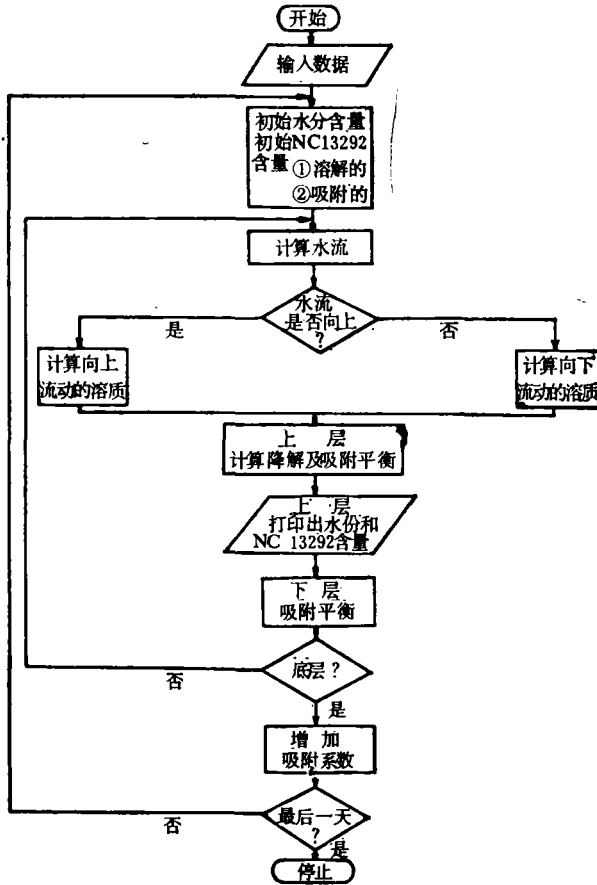 开始
输入数据
初始水分含量
初始NC13292
含量 ①溶解的
②吸附的
计算水流
水流
是否向上
?
是
否
计算向上
流动的溶质
计算向下
流动的溶质
上 层
计算降解及吸附平衡
上 层
打印出水份和
NC 13292含量
下 层
吸附平衡
底层?
否
是
增 加
吸附系数
最后一天
?
否
是
停止